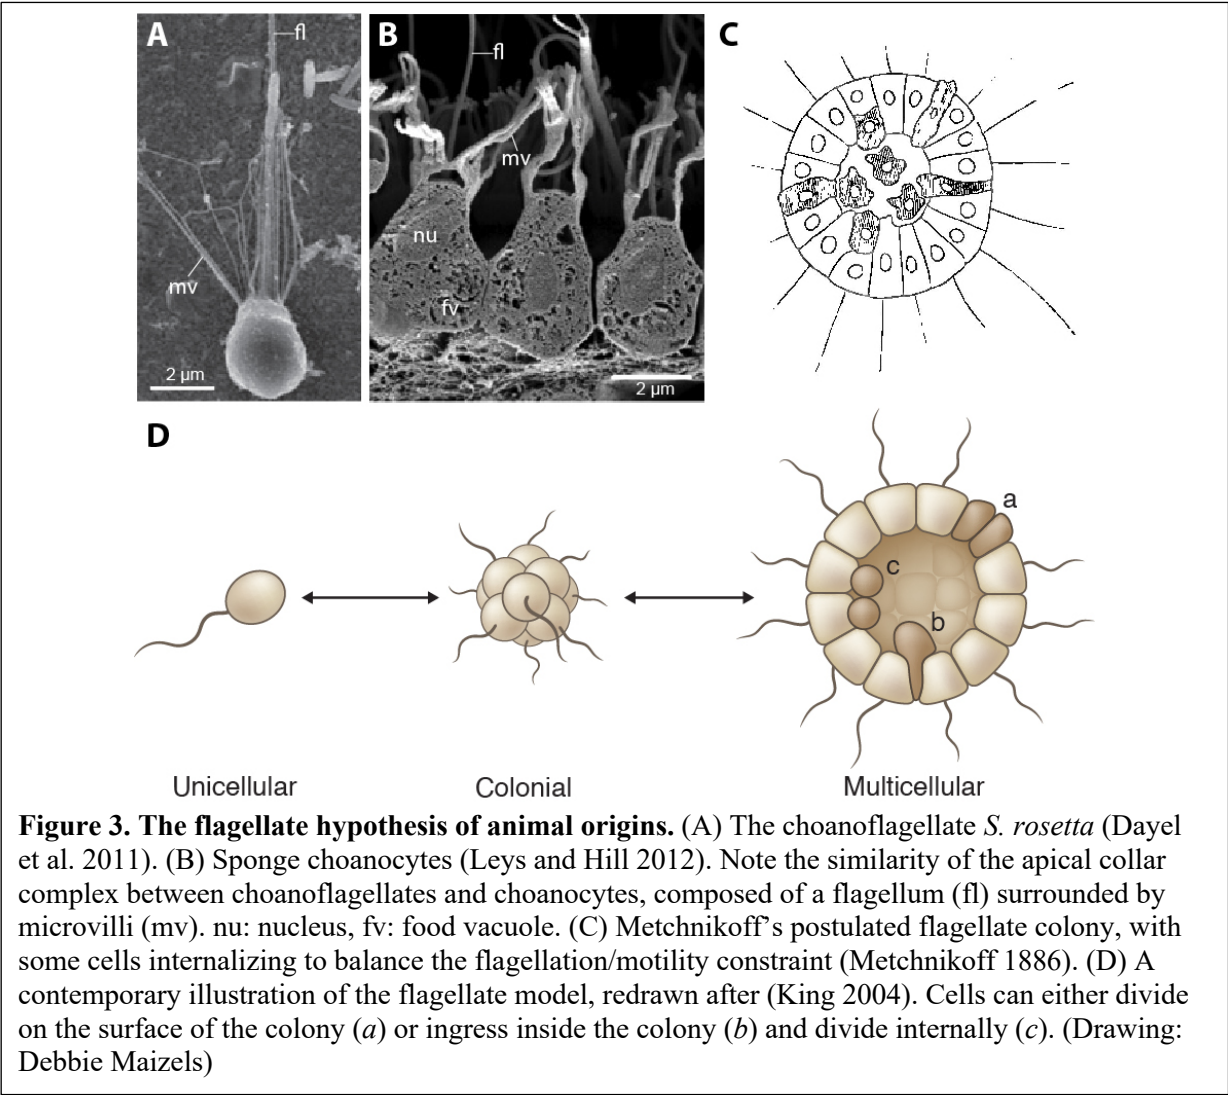 A
fl
mv
2 µm
B
fl
mv
nu
fv
2 µm
C
D
a
c
b
Unicellular
Colonial
Multicellular
Figure 3. The flagellate hypothesis of animal origins. (A) The choanoflagellate S. rosetta (Dayel
et al. 2011). (B) Sponge choanocytes (Leys and Hill 2012). Note the similarity of the apical collar
complex between choanoflagellates and choanocytes, composed of a flagellum (fl) surrounded by
microvilli (mv). nu: nucleus, fv: food vacuole. (C) Metchnikoff’s postulated flagellate colony, with
some cells internalizing to balance the flagellation/motility constraint (Metchnikoff 1886). (D) A
contemporary illustration of the flagellate model, redrawn after (King 2004). Cells can either divide
on the surface of the colony (a) or ingress inside the colony (b) and divide internally (c). (Drawing:
Debbie Maizels)